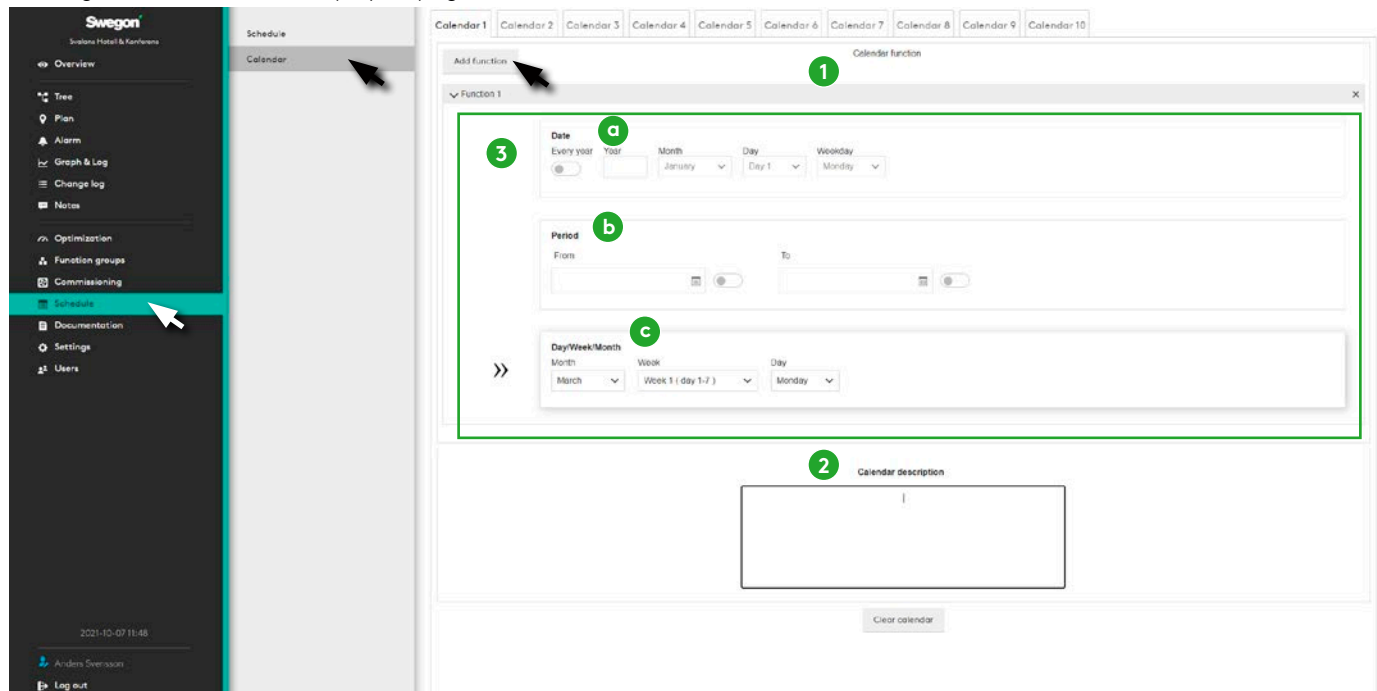 Swegon
Svalans Hotell & Konferens
Overview
Tree
Plan
Alarm
Graph & Log
Change log
Notes
Optimization
Function groups
Commissioning
Schedule
Documentation
Settings
Users
2021-10-07 11:48
Anders Svensson
Log out
Schedule
Calendar
Calendar 1 Calendar 2 Calendar 3 Calendar 4 Calendar 5 Calendar 6 Calendar 7 Calendar 8 Calendar 9 Calendar 10
Calendar function
Add function
1
Function 1
3
a
Date
Every year Year Month Day Weekday
January Day 1 Monday
b
Period
From To
c
Day/Week/Month
Month Week Day
March Week 1 ( day 1-7 ) Monday
2
Calendar description
Clear calendar